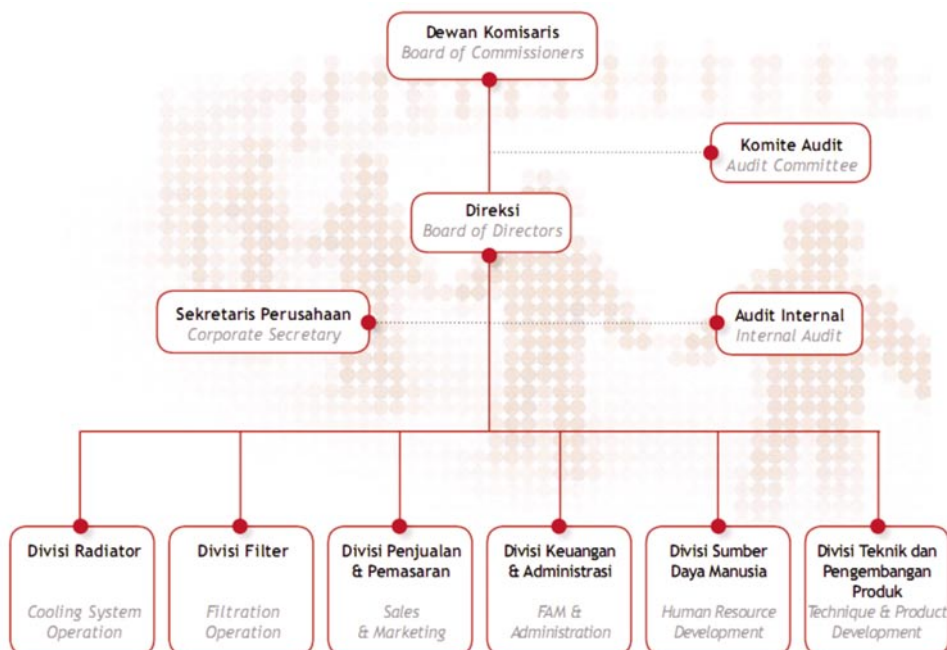 Dewan Komisaris
Board of Commissioners
Komite Audit
Audit Committee
Direksi
Board of Directors
Sekretaris Perusahaan
Corporate Secretary
Audit Internal
Internal Audit
Divisi Radiator
Cooling System
Operation
Divisi Filter
Filtration
Operation
Divisi Penjualan
& Pemasaran
Sales
& Marketing
Divisi Keuangan
& Administrasi
FAM &
Administration
Divisi Sumber
Daya Manusia
Human Resource
Development
Divisi Teknik dan
Pengembangan
Produk
Technique & Product
Development